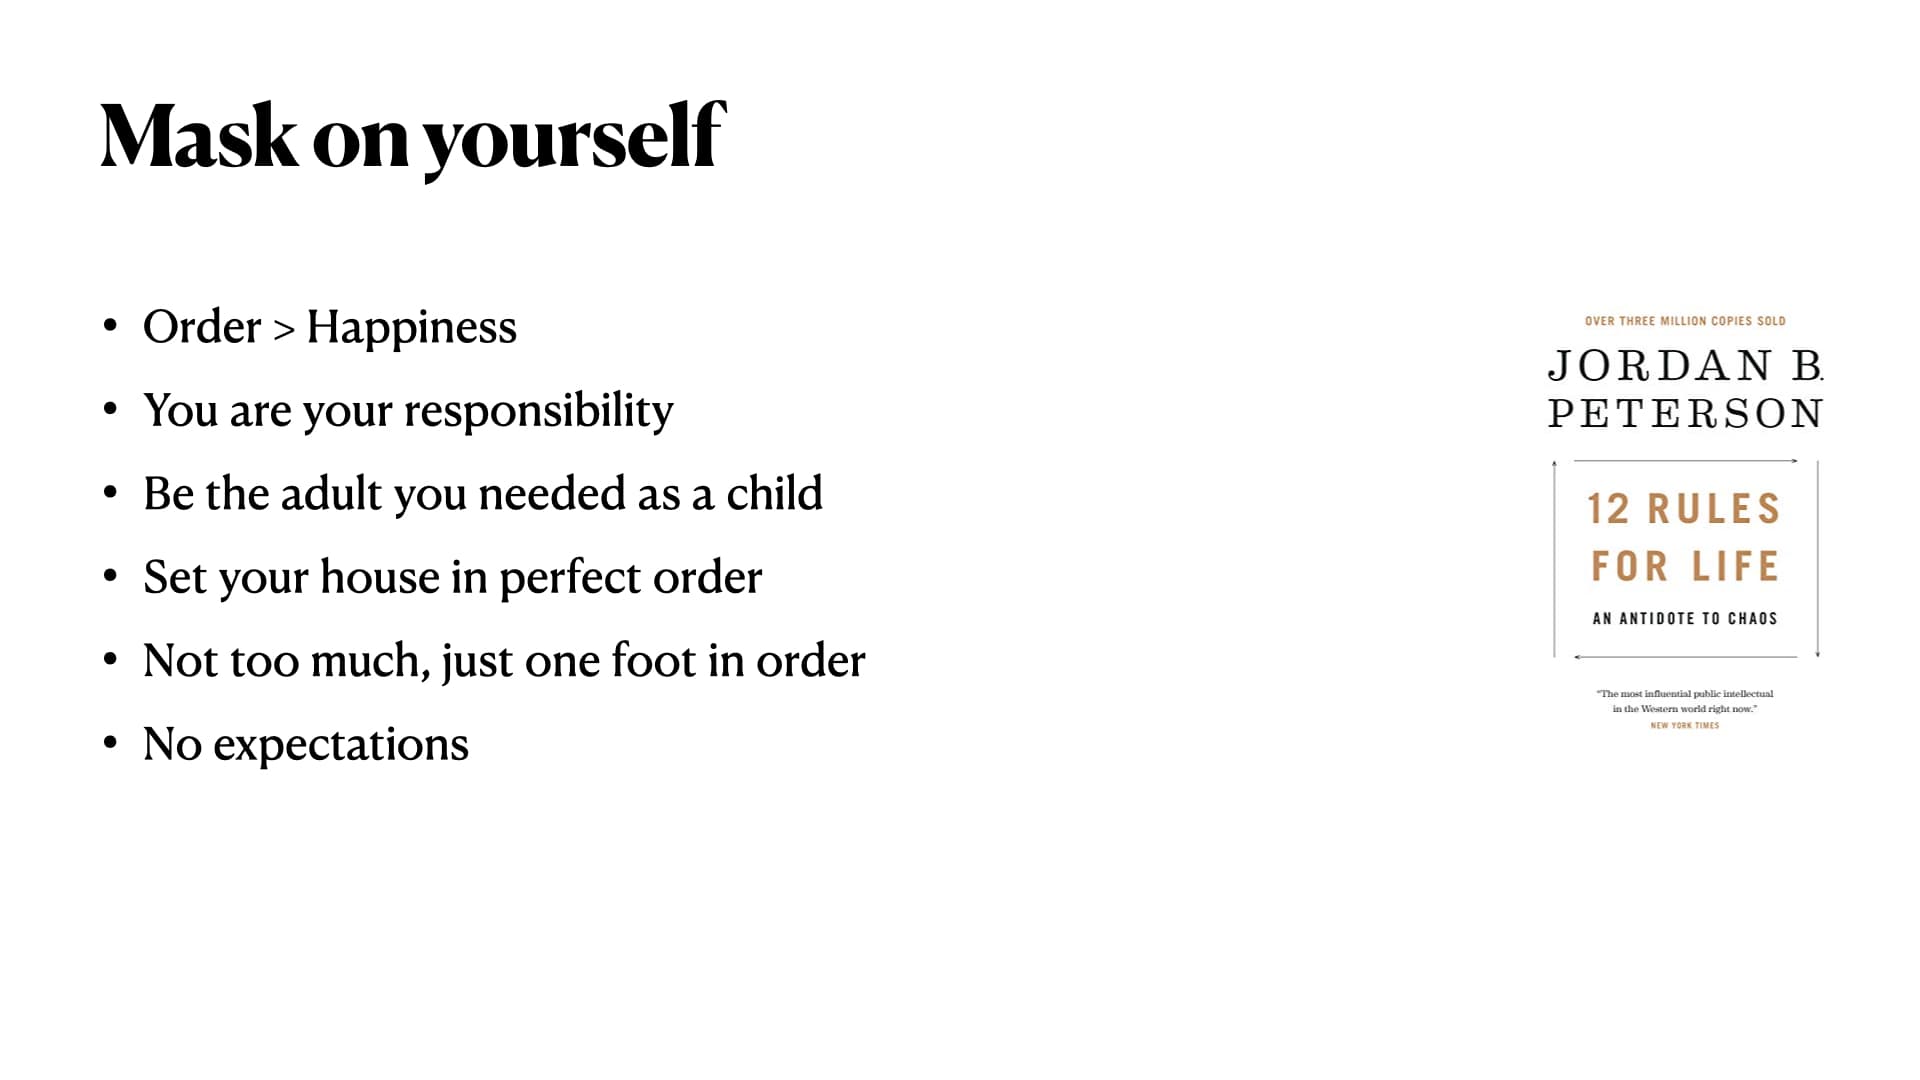 Mask on yourself
• Order > Happiness
• You are your responsibility
• Be the adult you needed as a child
• Set your house in perfect order
• Not too much, just one foot in order
• No expectations
OVER THREE MILLION COPIES SOLD
JORDAN B.
PETERSON
12 RULES
FOR LIFE
AN ANTIDOTE TO CHAOS
"The most influential public intellectual
in the Western world right now."
NEW YORK TIMES